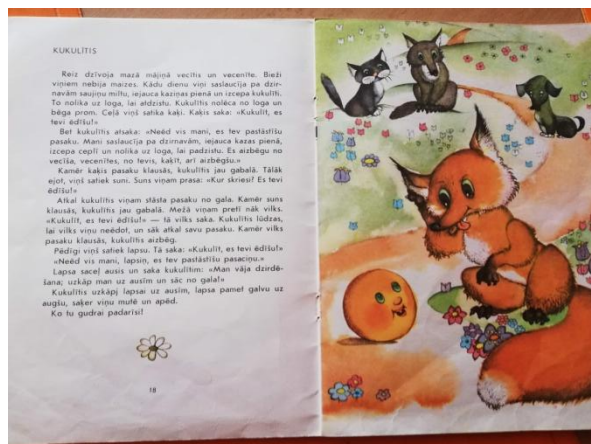 KUKULĪTIS
Reiz dzīvoja mazā mājiņā vecītis un vecenīte. Bieži
viņiem nebija maizes. Kādu dienu viņi saslaucīja pa dzir-
navām saujiņu miltu, iejauca kaziņas pienā un izcepa kukulīti.
To nolika uz loga, lai atdzistu. Kukulītis nolēca no loga un
bēga prom. Ceļā viņš satika kaķi. Kaķis saka: «Kukulīt, es
tevi ēdīšu!»
Bet kukulītis atsaka: «Neēd vis mani, es tev pastāstīšu
pasaku. Mani saslaucīja pa dzirnavām, iejauca kazas pienā,
izcepa ceplī un nolika uz loga, lai padzistu. Es aizbēgu no
vecīša, vecenītes, no tevis, kaķīt, arī aizbēgšu.»
Kamēr kaķis pasaku klausās, kukulītis jau gabalā. Tālāk
ejot, viņš satiek suni. Suns viņam prasa: «Kur skriesi? Es tevi
ēdīšu!»
Atkal kukulītis viņam stāsta pasaku no gala. Kamēr suns
klausās, kukulītis jau gabalā. Mežā viņam pretī nāk vilks.
«Kukulīt, es tevi ēdīšu!» — tā vilks saka. Kukulītis lūdzas,
lai vilks viņu neēdot, un sāk atkal savu pasaku. Kamēr vilks
pasaku klausās, kukulītis aizbēg.
Pēdīgi viņš satiek lapsu. Tā saka: «Kukulīt, es tevi ēdīšu!»
«Neēd vis mani, lapsiņ, es tev pastāstīšu pasaciņu.»
Lapsa saceļ ausis un saka kukulītim: «Man vāja dzirdē-
šana; uzkāp man uz ausīm un sāc no gala!»
Kukulītis uzkāpj lapsai uz ausīm, lapsa pamet galvu uz
augšu, saķer viņu mutē un apēd.
Ko tu gudrai padarīsi!
18